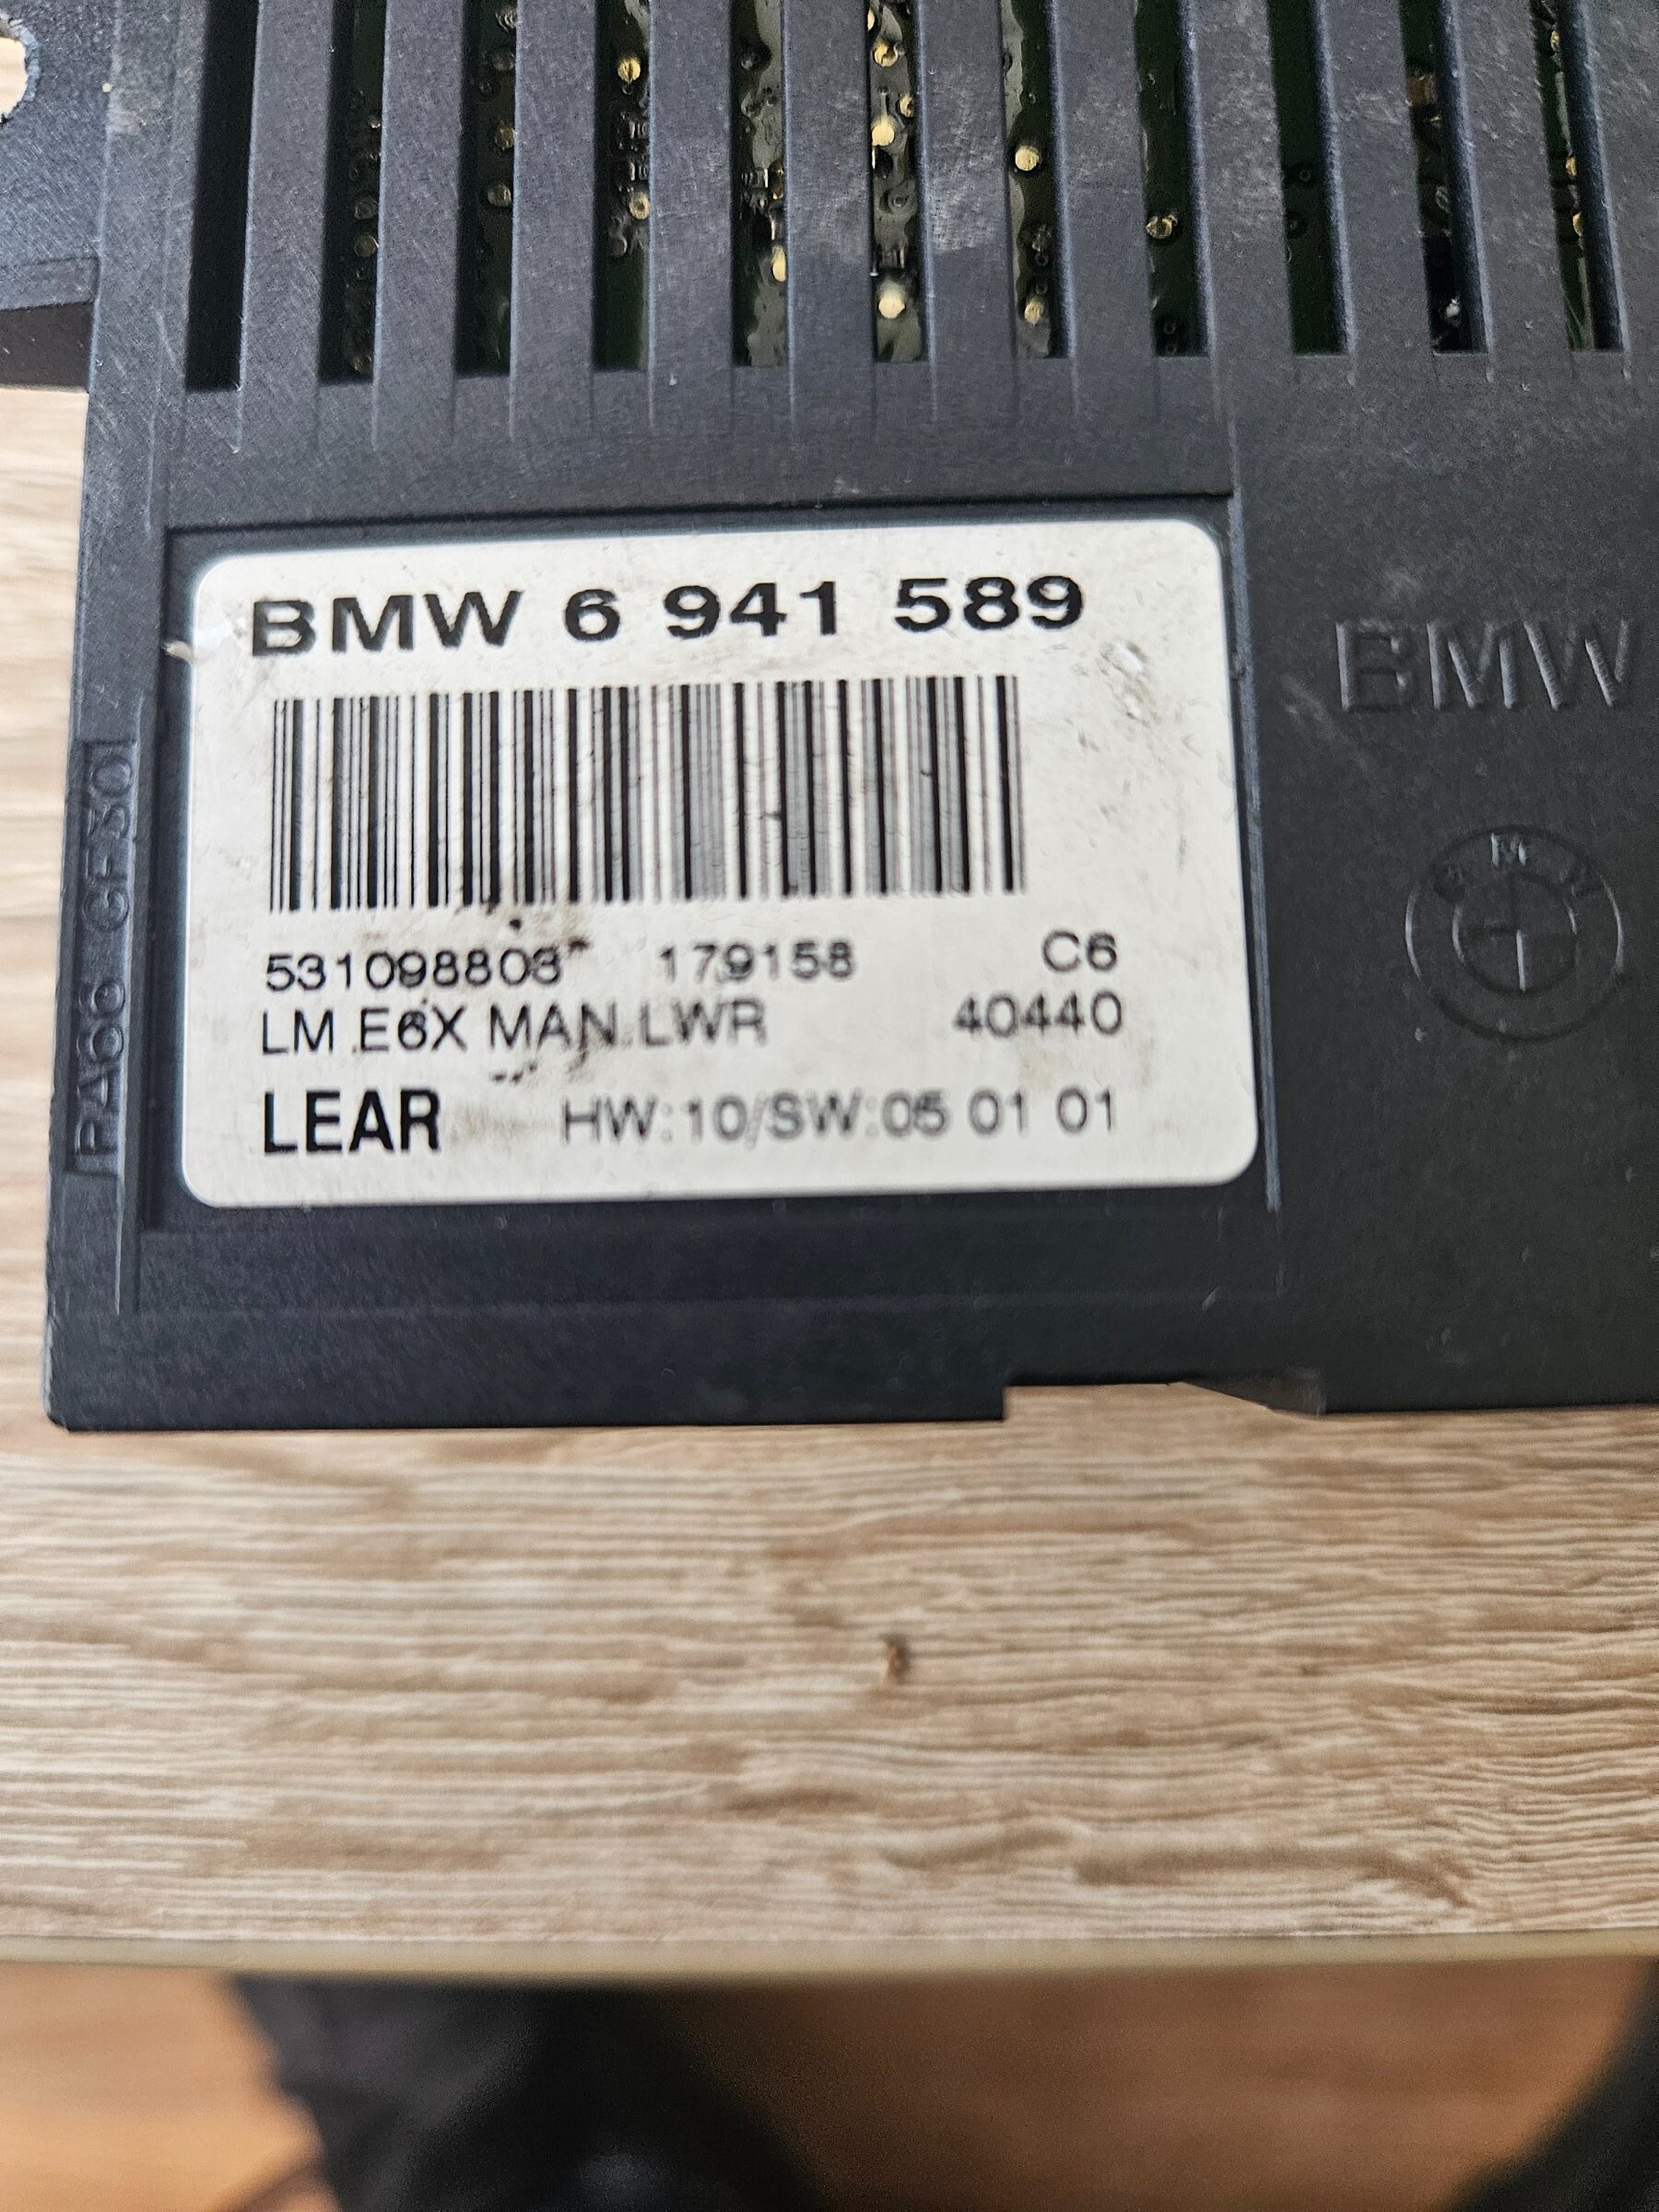 BMW 6 941 589
531098803 179158 C6
LM E6X MAN.LWR 40440
LEAR HW:10/SW:05 01 01
BMW
PA66 GF30